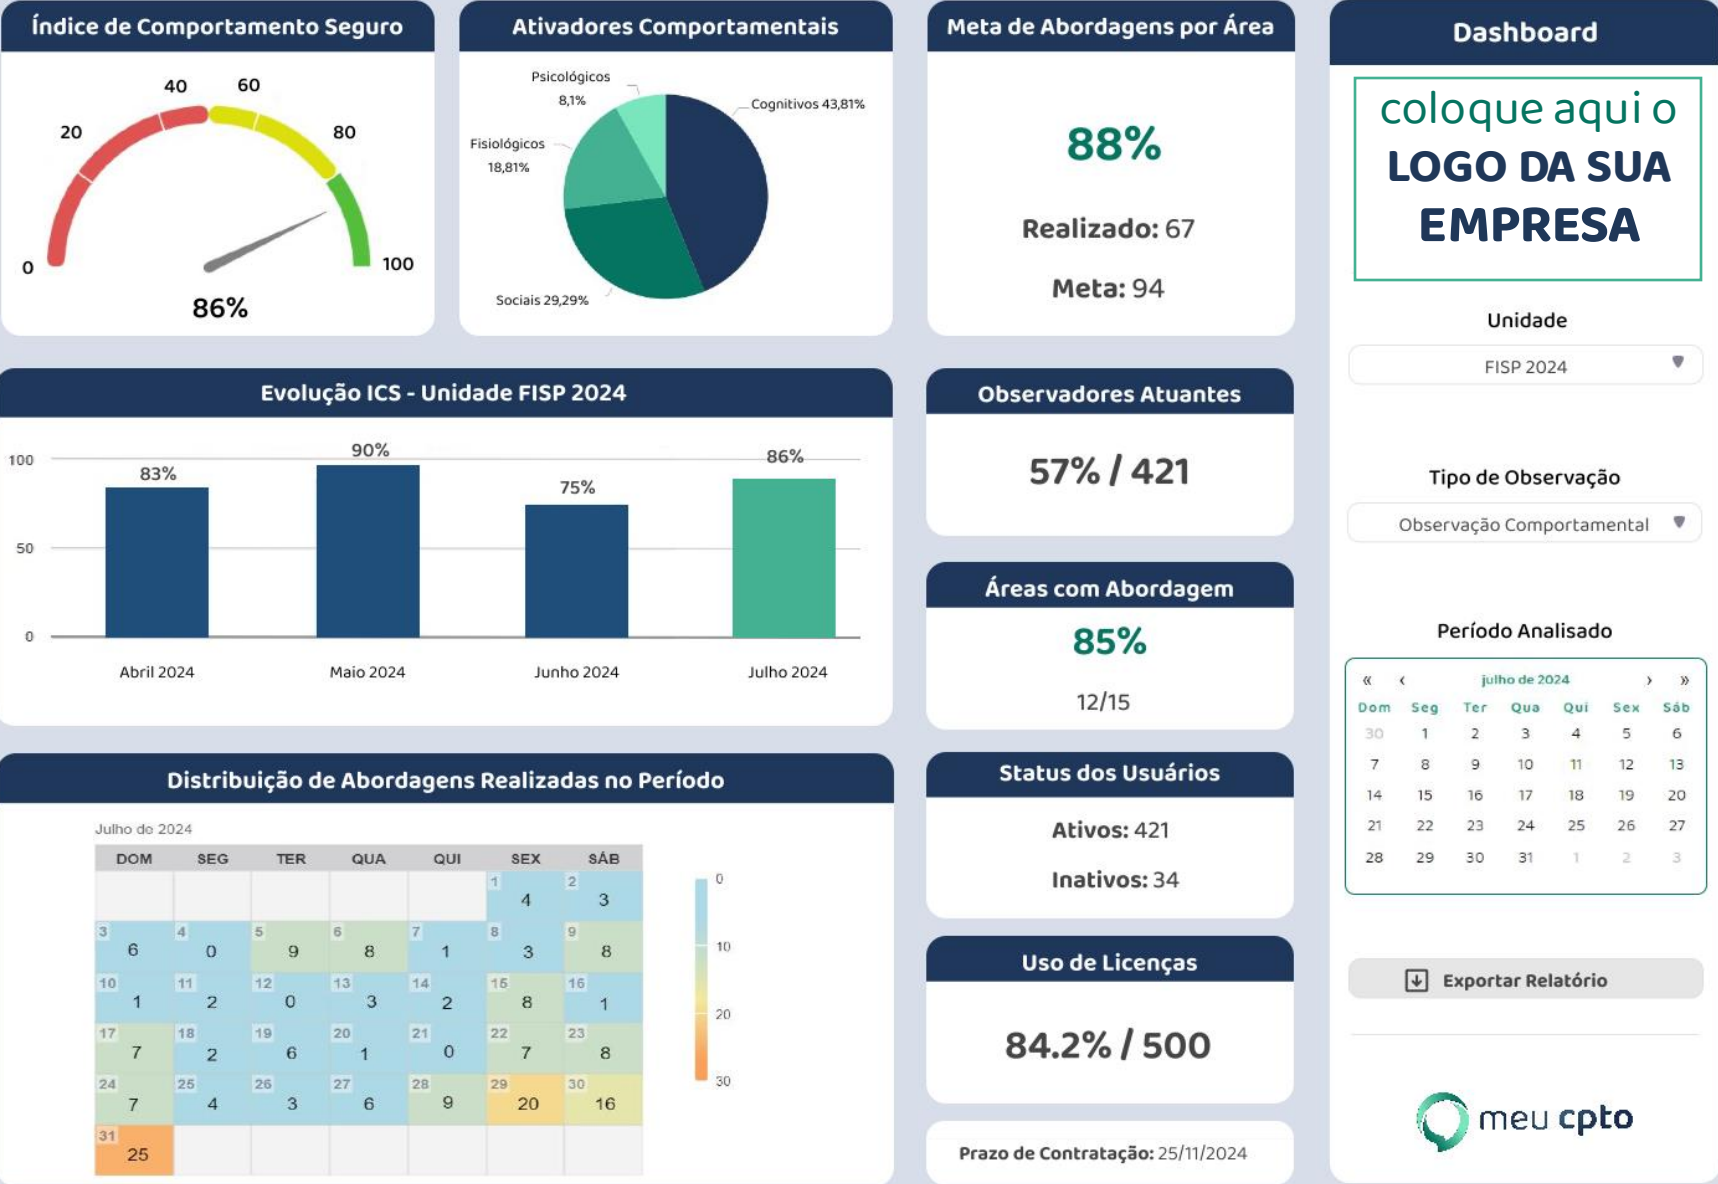 Índice de Comportamento Seguro
0
20
40
60
80
100
86%
Ativadores Comportamentais
Psicológicos
8,1%
Cognitivos 43,81%
Fisiológicos
18,81%
Sociais 29,29%
Meta de Abordagens por Área
88%
Realizado: 67
Meta: 94
Dashboard
coloque aqui o
LOGO DA SUA
EMPRESA
Unidade
FISP 2024
Tipo de Observação
Observação Comportamental
Período Analisado
« ‹ julho de 2024 › »
Dom Seg Ter Qua Qui Sex Sáb
30 1 2 3 4 5 6
7 8 9 10 11 12 13
14 15 16 17 18 19 20
21 22 23 24 25 26 27
28 29 30 31 1 2 3
Exportar Relatório
meu cpto
Evolução ICS - Unidade FISP 2024
100
50
0
83%
90%
75%
86%
Abril 2024 Maio 2024 Junho 2024 Julho 2024
Observadores Atuantes
57% / 421
Áreas com Abordagem
85%
12/15
Status dos Usuários
Ativos: 421
Inativos: 34
Uso de Licenças
84.2% / 500
Prazo de Contratação: 25/11/2024
Distribuição de Abordagens Realizadas no Período
Julho de 2024
DOM SEG TER QUA QUI SEX SÁB
1 2
4 3
3 4 5 6 7 8 9
6 0 9 8 1 3 8
10 11 12 13 14 15 16
1 2 0 3 2 8 1
17 18 19 20 21 22 23
7 2 6 1 0 7 8
24 25 26 27 28 29 30
7 4 3 6 9 20 16
31
25
0
10
20
30